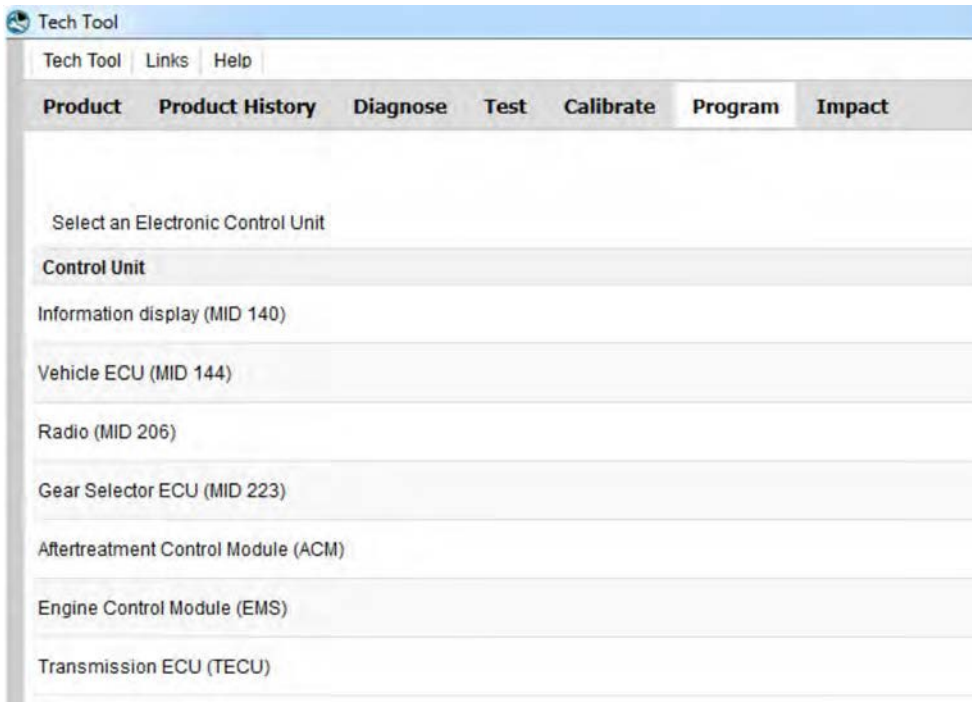 Tech Tool
Tech Tool Links Help
Product Product History Diagnose Test Calibrate Program Impact
Select an Electronic Control Unit
Control Unit
Information display (MID 140)
Vehicle ECU (MID 144)
Radio (MID 206)
Gear Selector ECU (MID 223)
Aftertreatment Control Module (ACM)
Engine Control Module (EMS)
Transmission ECU (TECU)